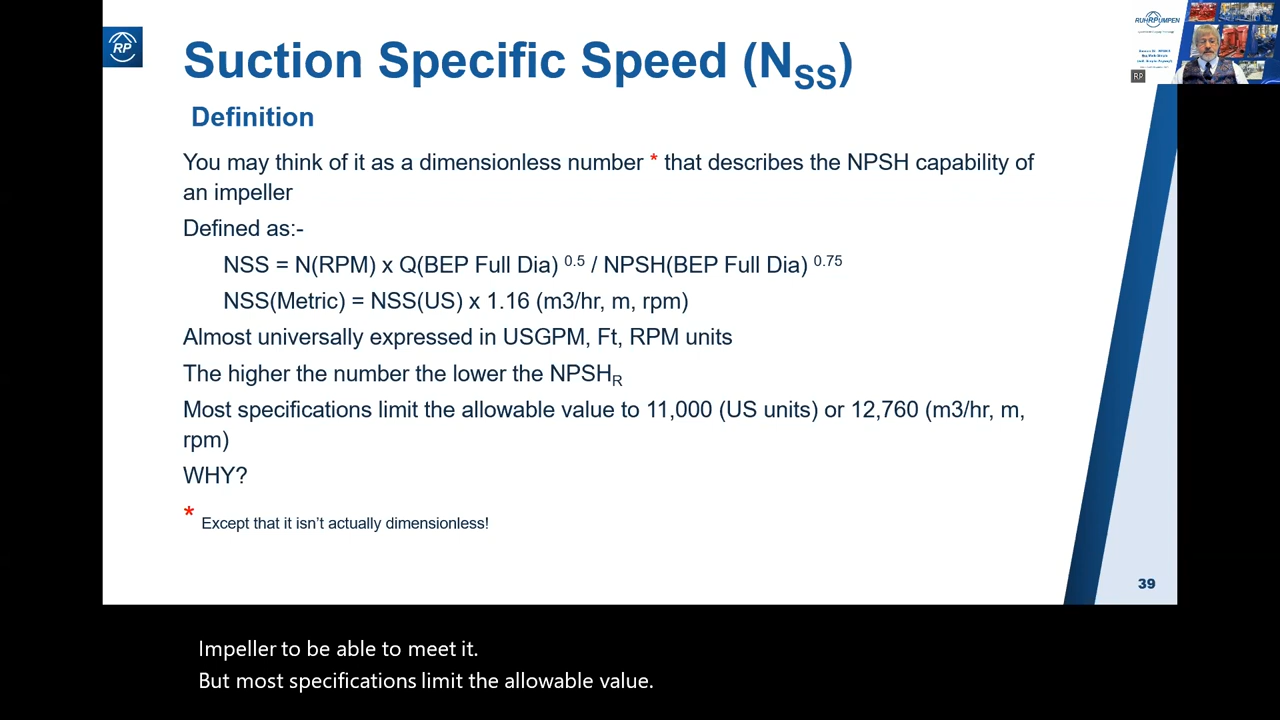 RP
Suction Specific Speed (NSS)
RUHRPUMPEN
RP
Definition
You may think of it as a dimensionless number * that describes the NPSH capability of
an impeller
Defined as:-
NSS = N(RPM) x Q(BEP Full Dia) 0.5 / NPSH(BEP Full Dia) 0.75
NSS(Metric) = NSS(US) x 1.16 (m3/hr, m, rpm)
Almost universally expressed in USGPM, Ft, RPM units
The higher the number the lower the NPSHR
Most specifications limit the allowable value to 11,000 (US units) or 12,760 (m3/hr, m,
rpm)
WHY?
* Except that it isn't actually dimensionless!
39
Impeller to be able to meet it.
But most specifications limit the allowable value.